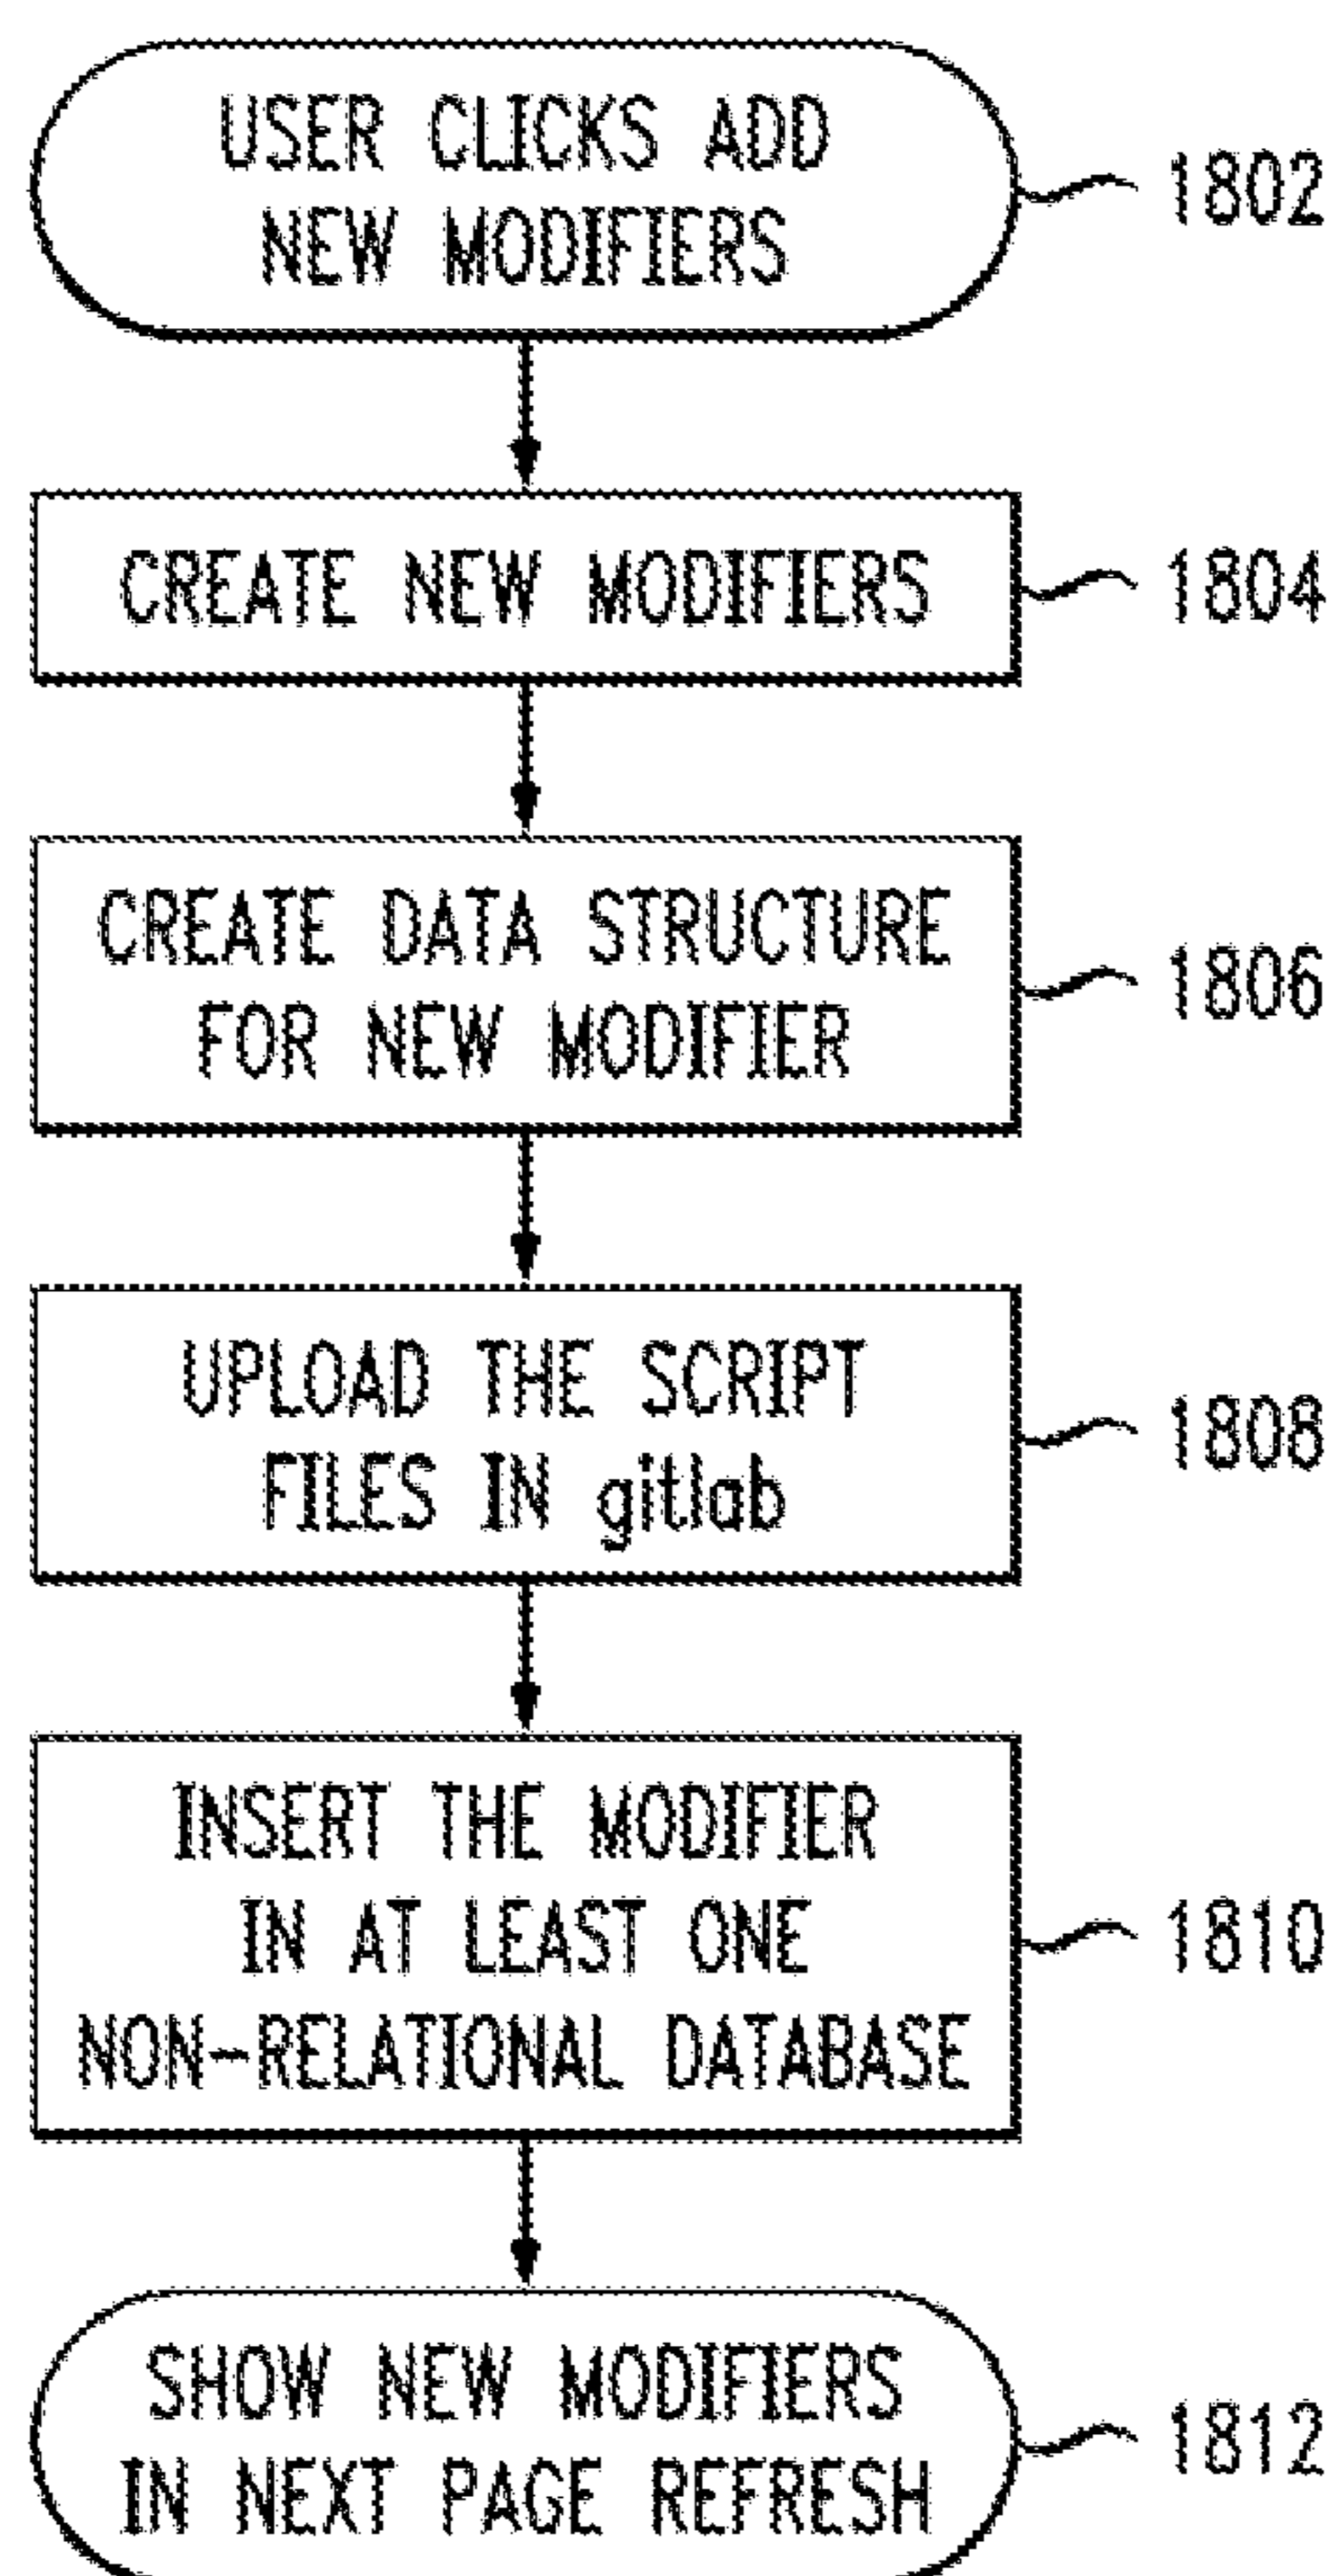 USER CLICKS ADD
NEW MODIFIERS
1802
CREATE NEW MODIFIERS
1804
CREATE DATA STRUCTURE
FOR NEW MODIFIER
1806
UPLOAD THE SCRIPT
FILES IN gitlab
1808
INSERT THE MODIFIER
IN AT LEAST ONE
NON-RELATIONAL DATABASE
1810
SHOW NEW MODIFIERS
IN NEXT PAGE REFRESH
1812